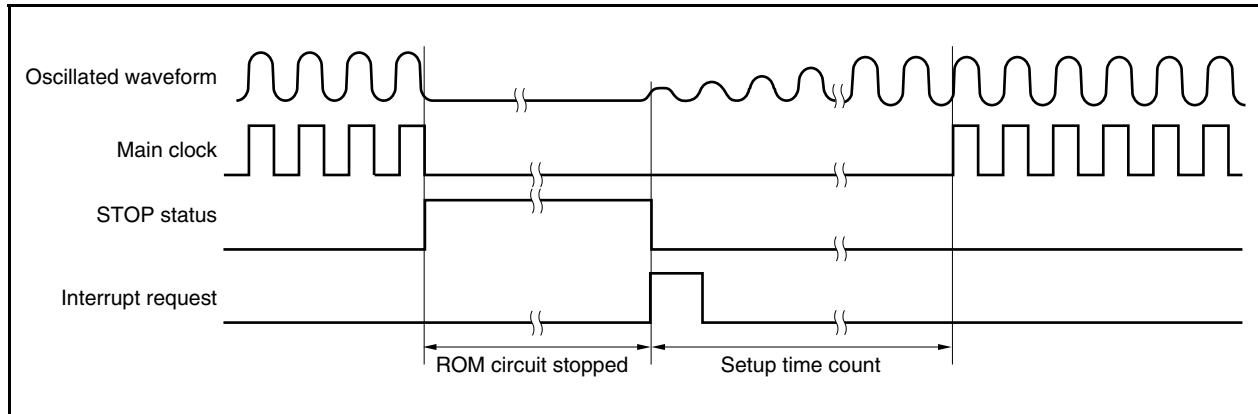 Oscillated waveform
Main clock
STOP status
Interrupt request
ROM circuit stopped
Setup time count